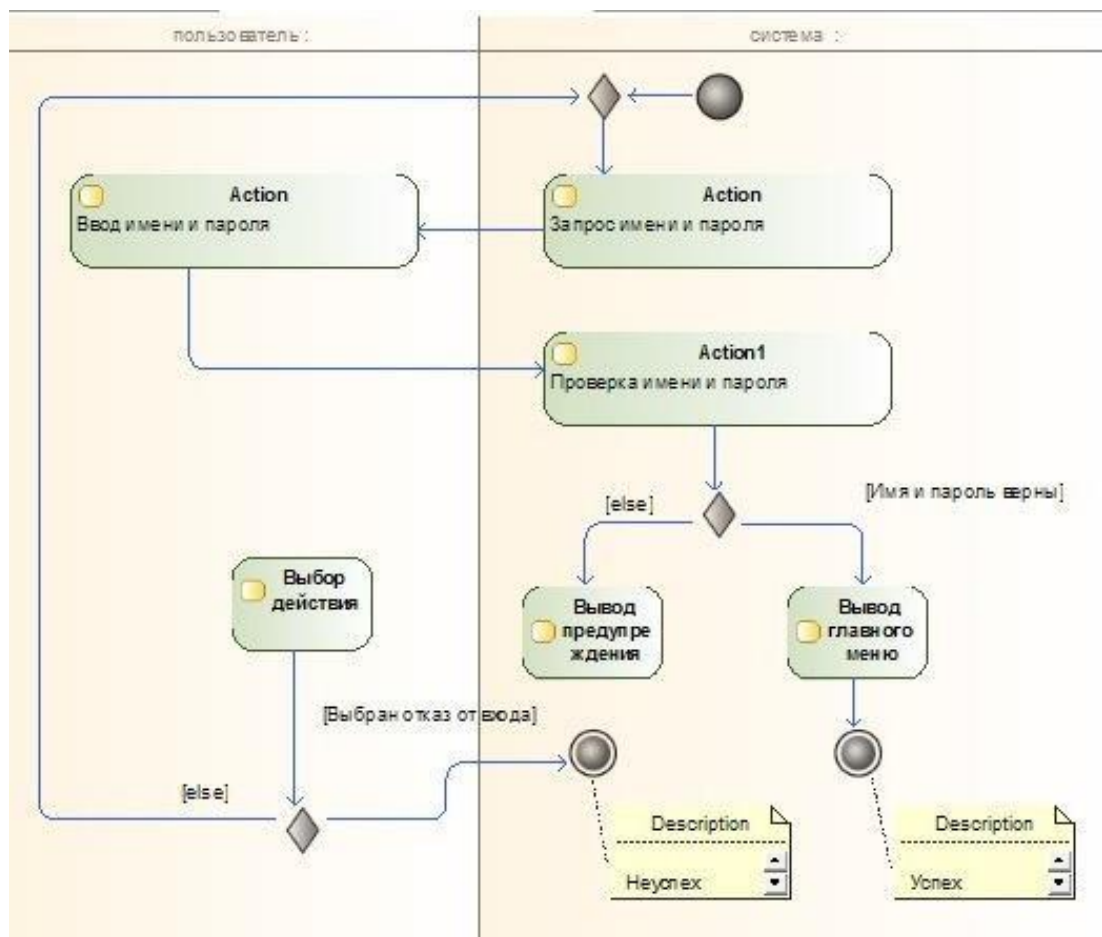 пользователь :
система :
Action
Ввод имени и пароля
Action
Запрос имени и пароля
Action1
Проверка имени и пароля
[else]
[Имя и пароль верны]
Выбор
действия
Вывод
предупре
ждения
Вывод
главного
меню
[Выбран отказ от входа]
[else]
Description
Неуспех
Description
Успех